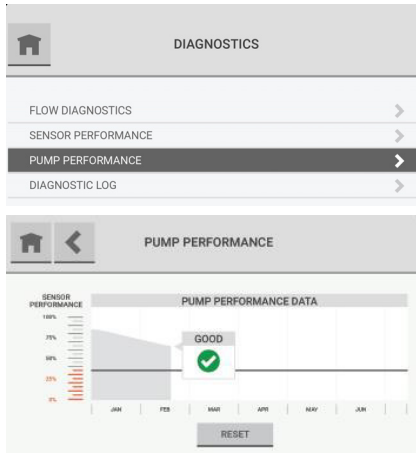 DIAGNOSTICS
FLOW DIAGNOSTICS
SENSOR PERFORMANCE
PUMP PERFORMANCE
DIAGNOSTIC LOG
PUMP PERFORMANCE
SENSOR
PERFORMANCE
PUMP PERFORMANCE DATA
100%
75%
50%
25%
0%
GOOD
JAN FEB MAR APR MAY JUN
RESET